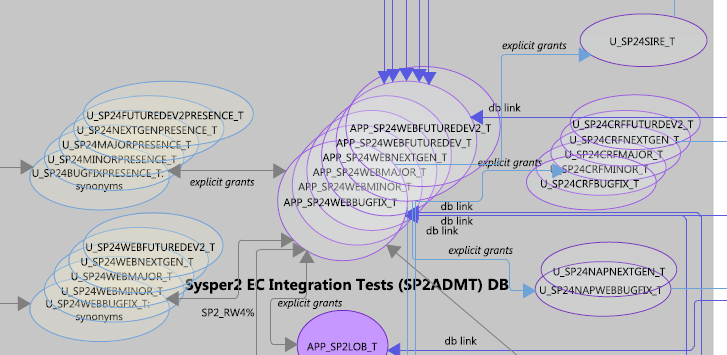 U_SP24SIRE_T
explicit grants
db link
U_SP24FUTUREDEV2PRESENCE_T
U_SP24NEXTGENPRESENCE_T
U_SP24MAJORPRESENCE_T
U_SP24MINORPRESENCE_T
U_SP24BUGFIXPRESENCE_T:
synonyms
explicit grants
APP_SP24WEBFUTUREDEV2_T
APP_SP24WEBFUTUREDEV_T
APP_SP24WEBNEXTGEN_T
APP_SP24WEBMAJOR_T
APP_SP24WEBMINOR_T
APP_SP24WEBBUGFIX_T
explicit grants
U_SP24CRFFUTURDEV2_T
U_SP24CRFNEXTGEN_T
U_SP24CRFMAJOR_T
SP24CRFMINOR_T
U_SP24CRFBUGFIX_T
db link
db link
db link
U_SP24WEBFUTUREDEV2_T
U_SP24WEBNEXTGEN_T
U_SP24WEBMAJOR_T
U_SP24WEBMINOR_T
U_SP24WEBBUGFIX_T:
synonyms
explicit grants
U_SP24NAPNEXTGEN_T
U_SP24NAPWEBBUGFIX_T
Sysper2 EC Integration Tests (SP2ADMT) DB
explicit grants
SP2_RW4%
APP_SP2LOB_T
db link